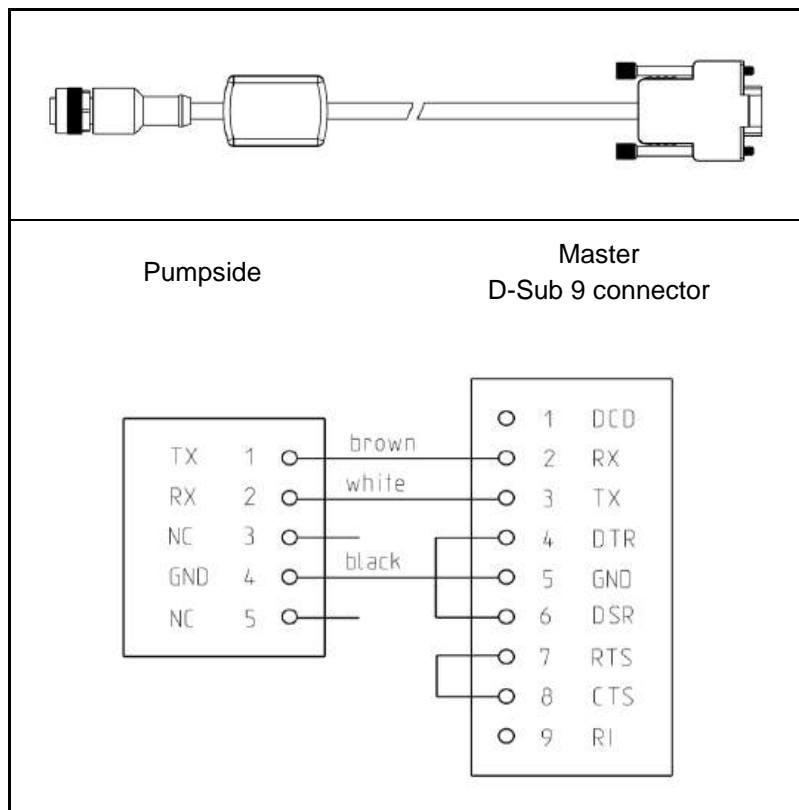 Pumpside
Master
D-Sub 9 connector
TX 1
RX 2
NC 3
GND 4
NC 5
brown
white
black
1 DCD
2 RX
3 TX
4 DTR
5 GND
6 DSR
7 RTS
8 CTS
9 RI